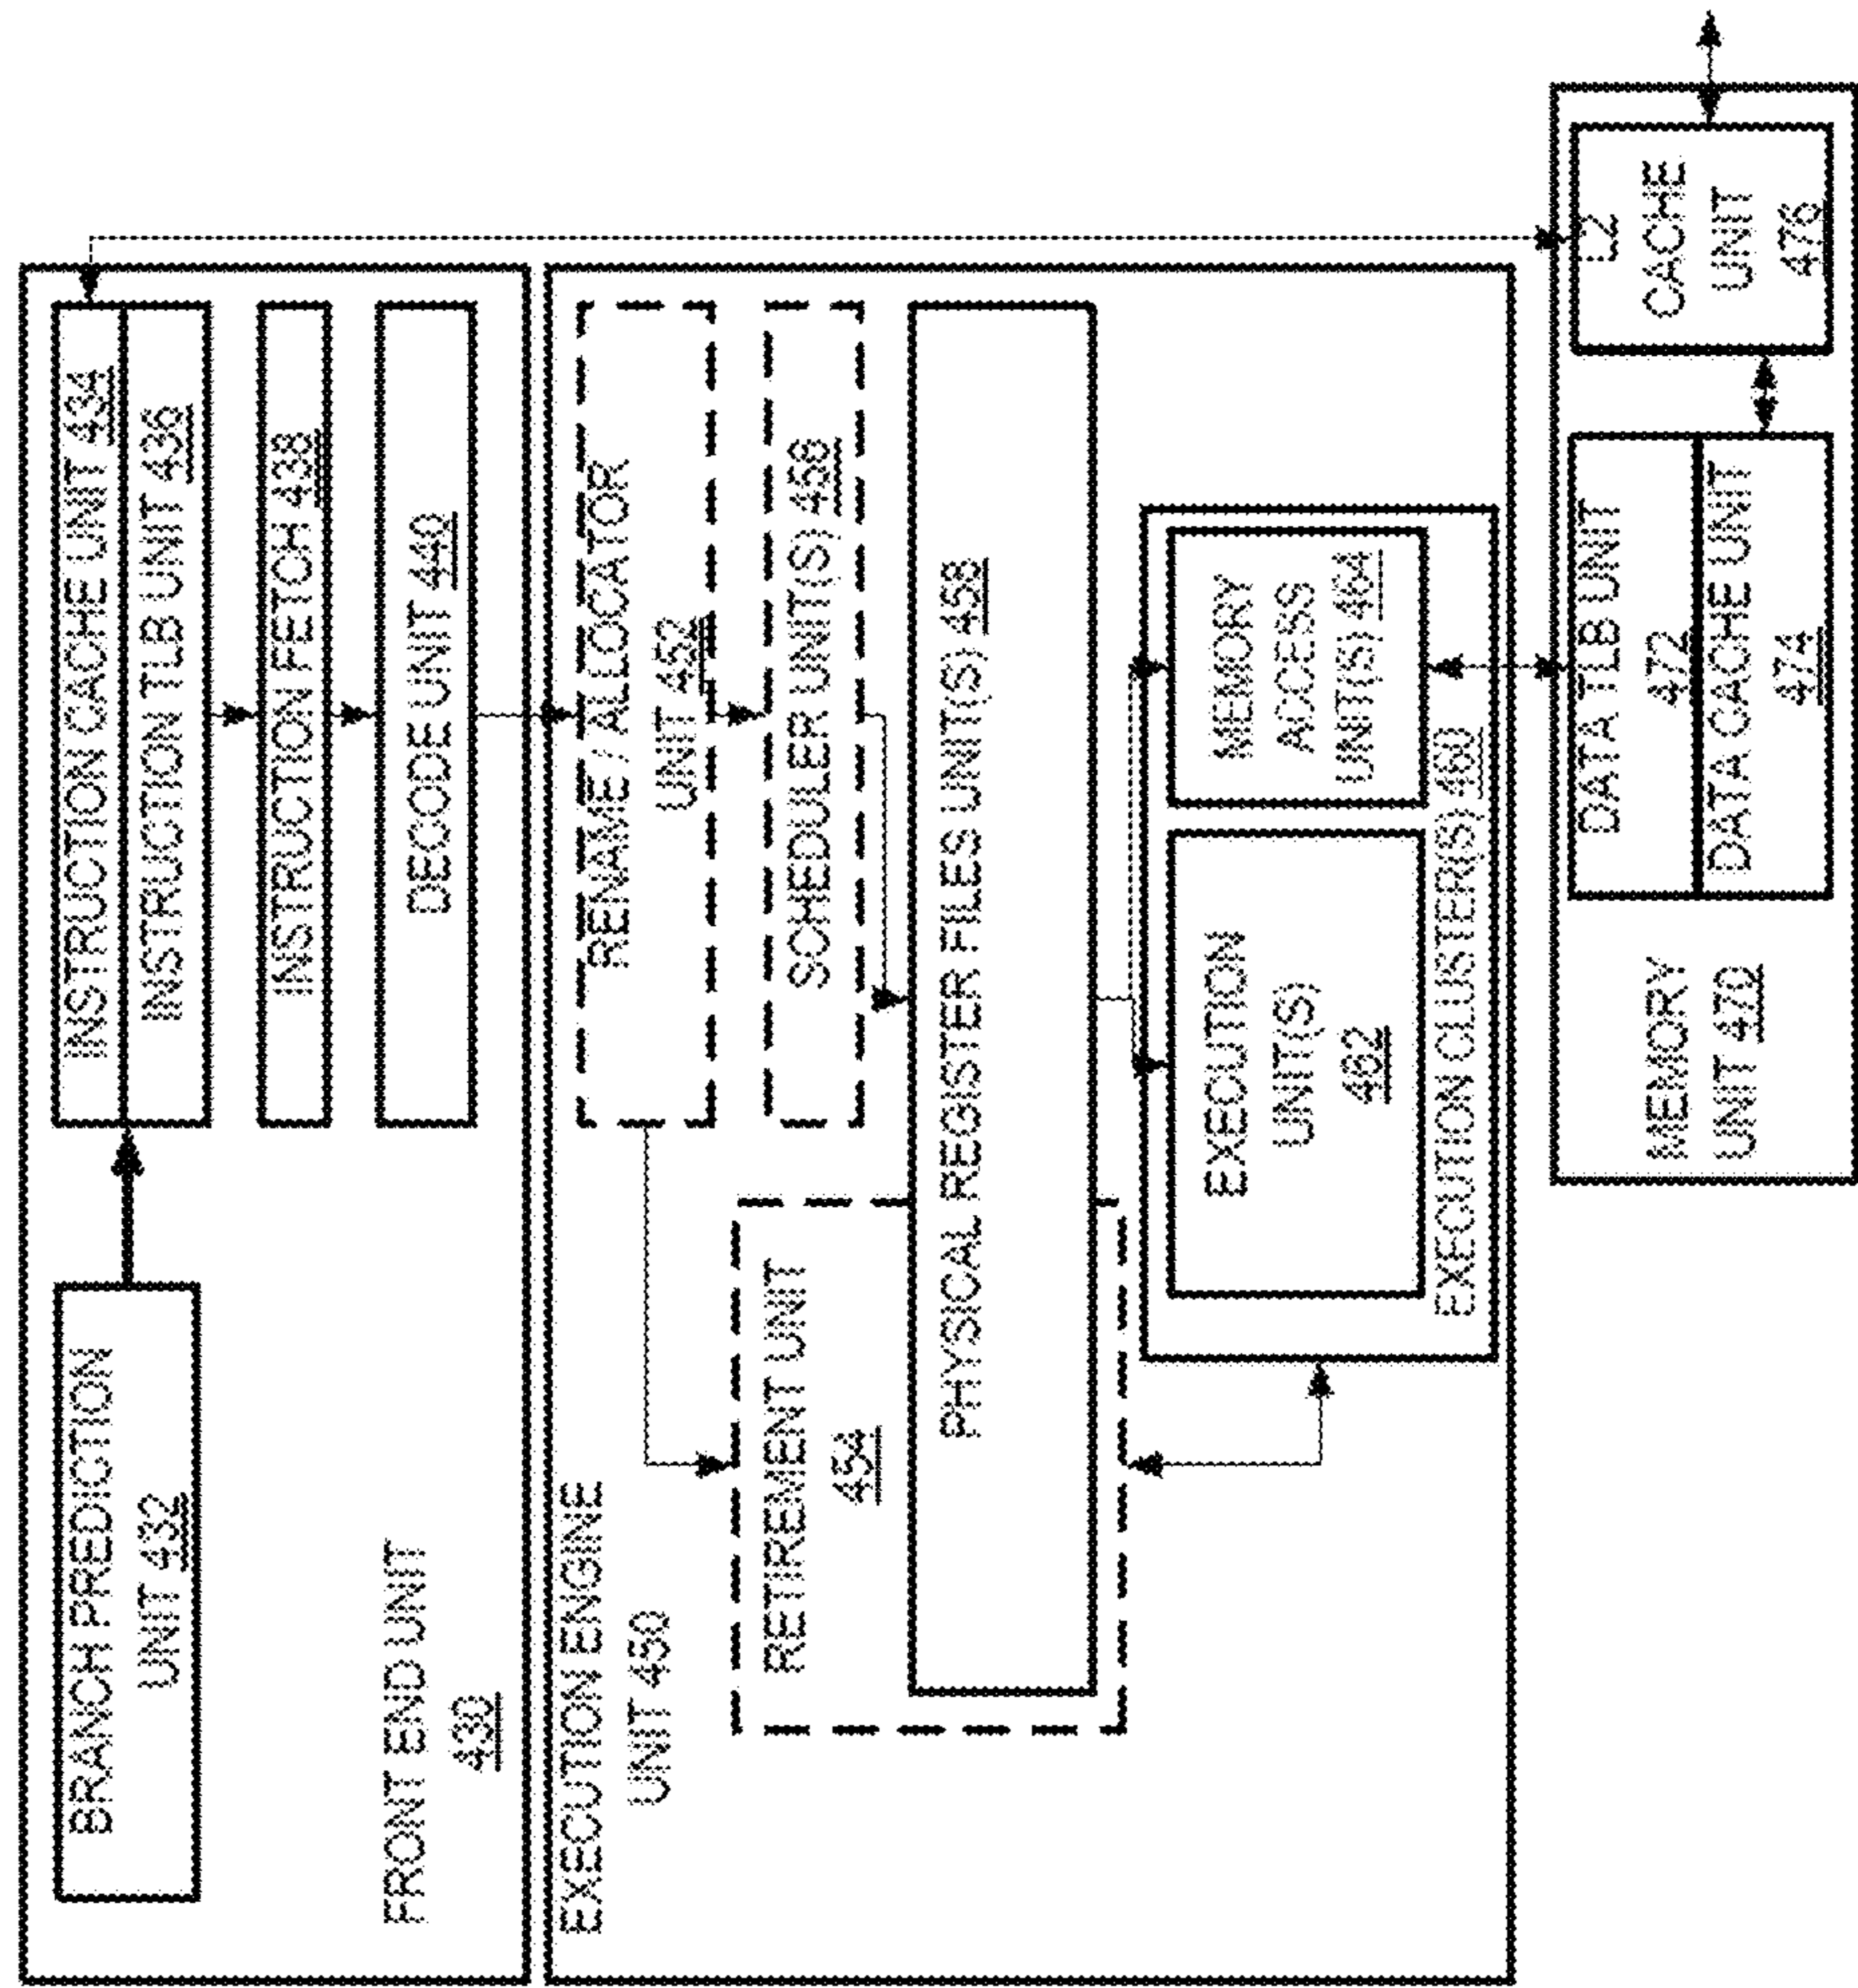 BRANCH PREDICTION
UNIT 432
INSTRUCTION CACHE UNIT 434
INSTRUCTION TLB UNIT 436
INSTRUCTION FETCH 438
DECODE UNIT 440
FRONT END UNIT
430
EXECUTION ENGINE
UNIT 450
RENAME / ALLOCATOR
UNIT 452
SCHEDULER UNIT(S) 456
RETIREMENT UNIT
454
PHYSICAL REGISTER FILES UNIT(S) 458
EXECUTION
UNIT(S)
462
MEMORY
ACCESS
UNIT(S) 464
EXECUTION CLUSTER(S) 460
MEMORY
UNIT 470
DATA TLB UNIT
472
DATA CACHE UNIT
474
L2
CACHE
UNIT
476